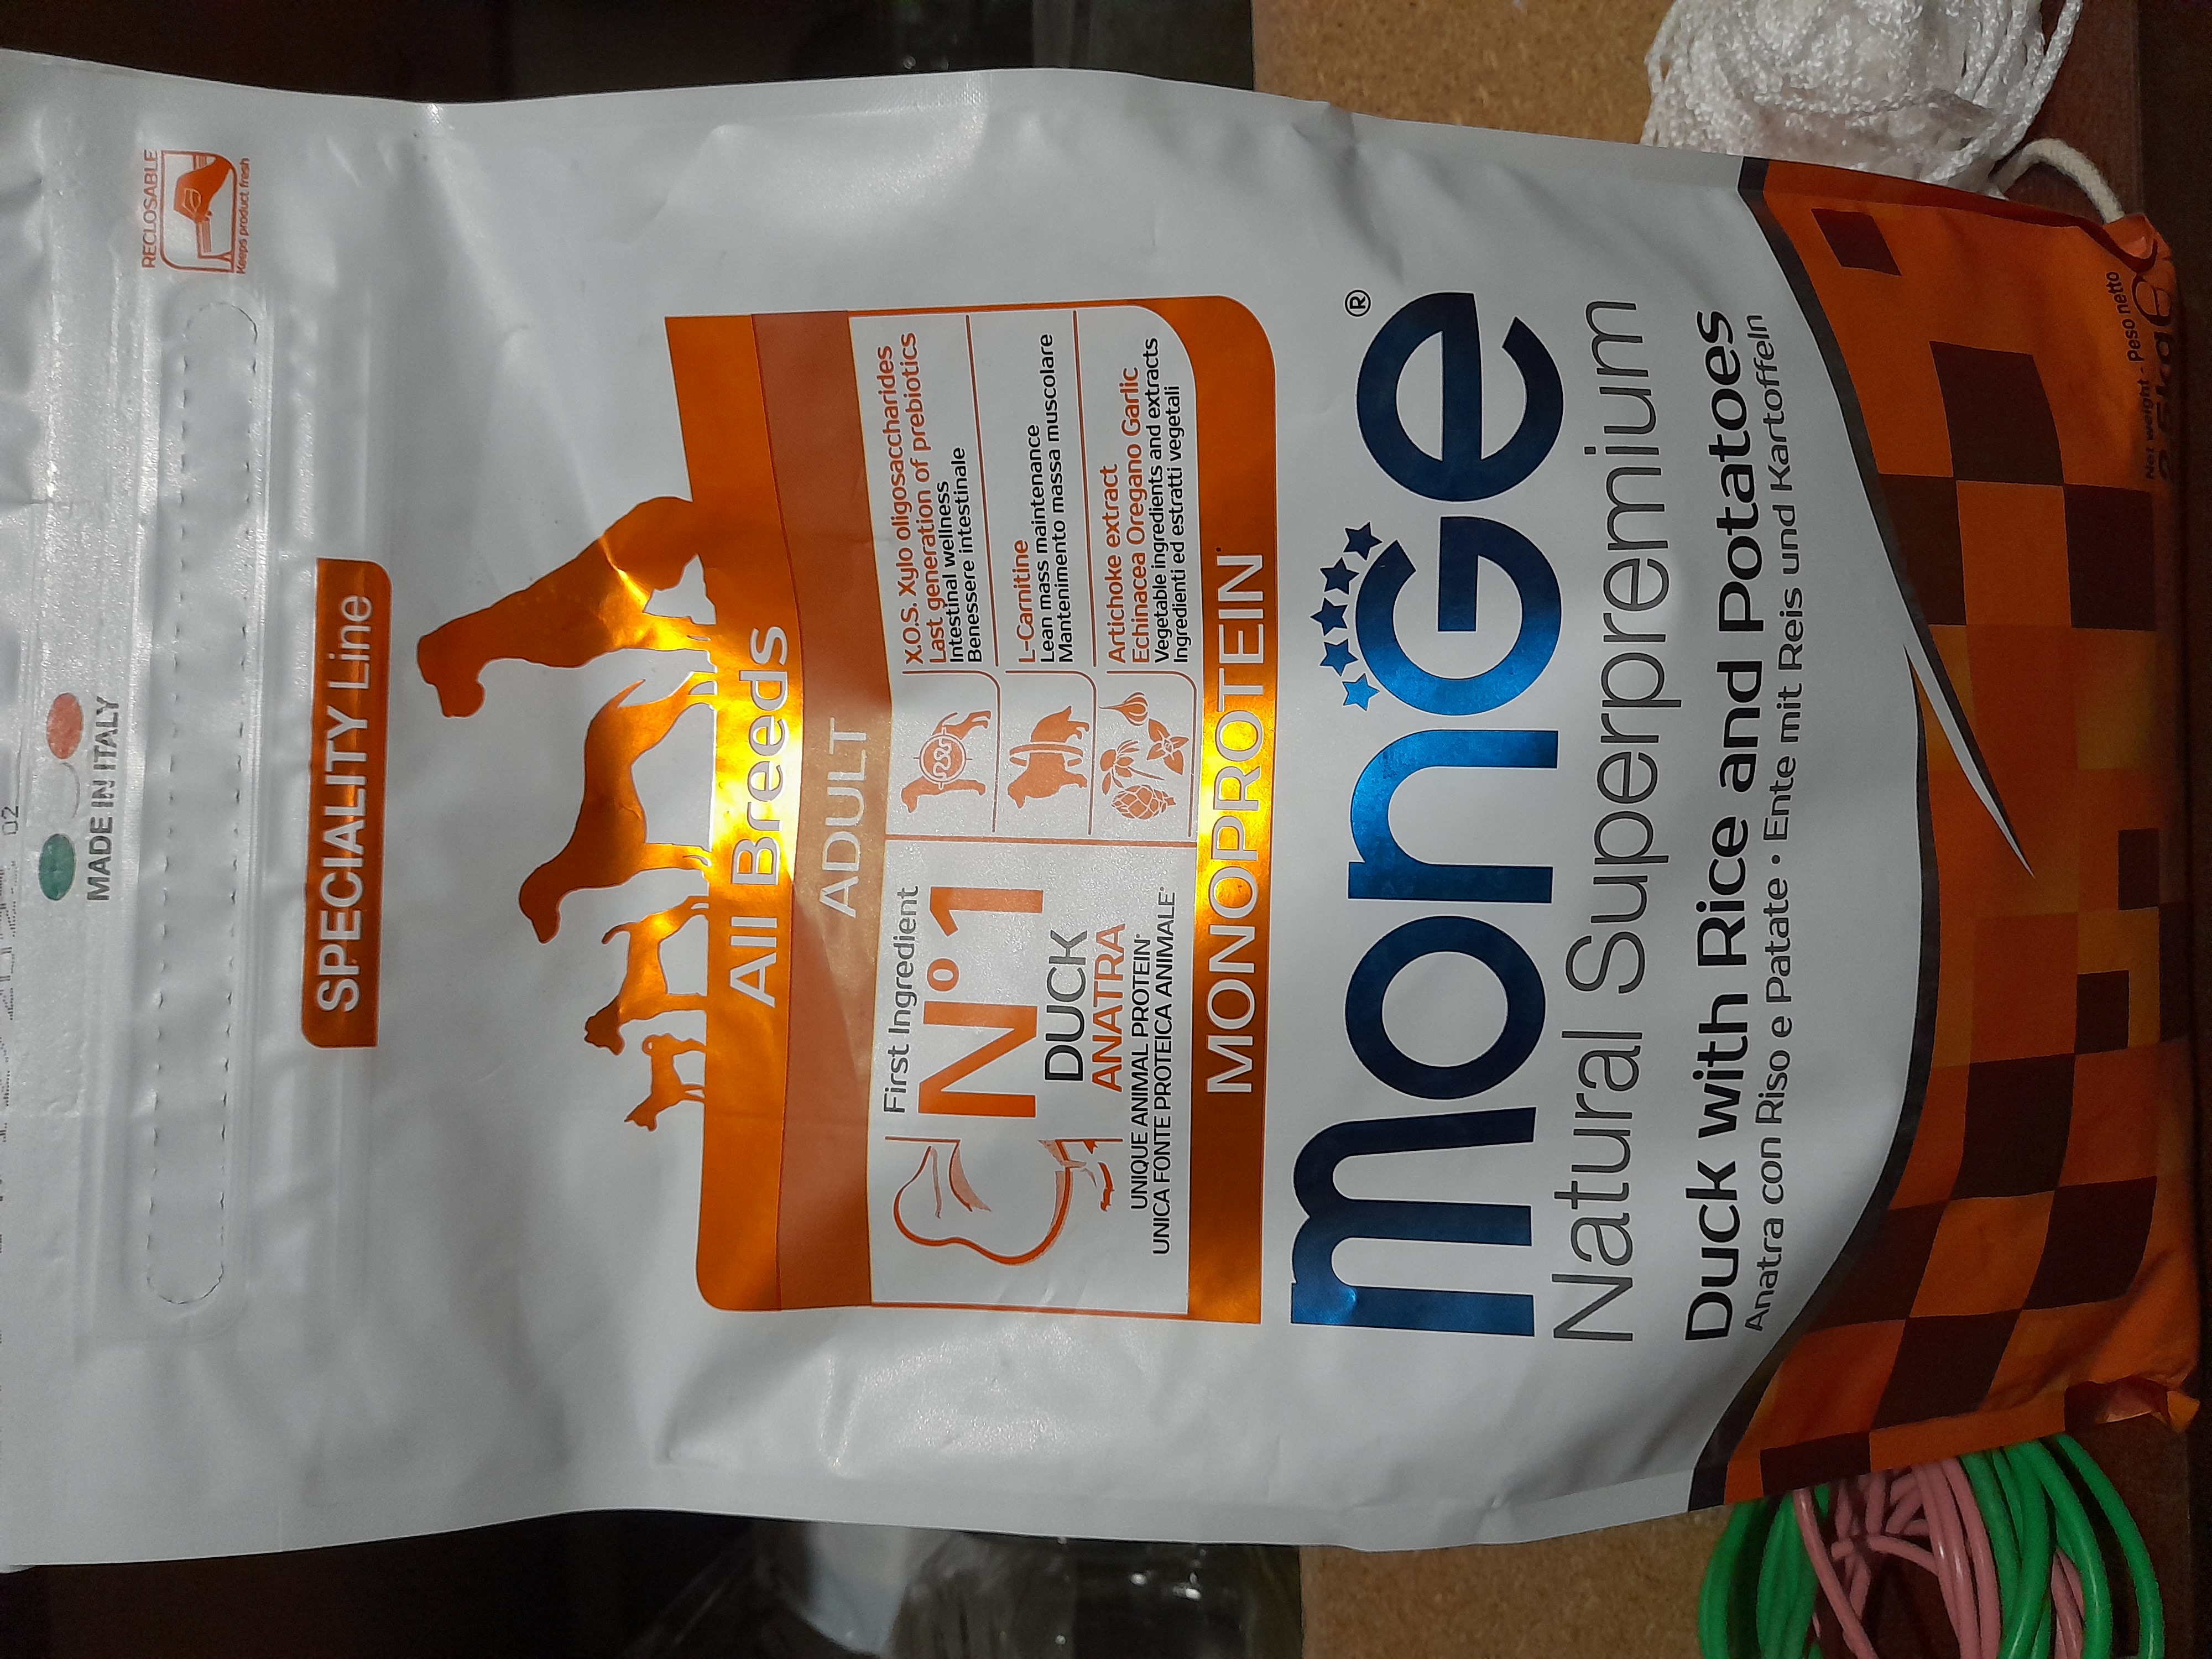 MADE IN ITALY
RECLOSABLE
Keeps product fresh
SPECIALITY Line
All Breeds
ADULT
First Ingredient
N° 1
DUCK
ANATRA
UNIQUE ANIMAL PROTEIN*
UNICA FONTE PROTEICA ANIMALE*
X.O.S. Xylo oligosaccharides
Last generation of prebiotics
Intestinal wellness
Benessere intestinale
L-Carnitine
Lean mass maintenance
Mantenimento massa muscolare
Artichoke extract
Echinacea Oregano Garlic
Vegetable ingredients and extracts
Ingredienti ed estratti vegetali
MONOPROTEIN*
monge®
Natural Superpremium
Duck with Rice and Potatoes
Anatra con Riso e Patate • Ente mit Reis und Kartoffeln
Net weight - Peso netto